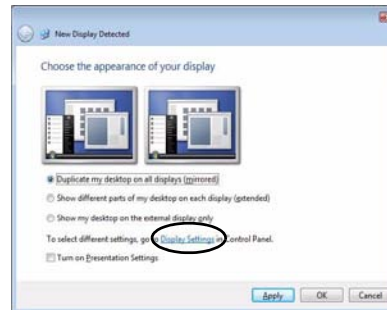 New Display Detected
Choose the appearance of your display
Duplicate my desktop on all displays (mirrored)
Show different parts of my desktop on each display (extended)
Show my desktop on the external display only
To select different settings, go to Display Settings in Control Panel.
Turn on Presentation Settings
Apply OK Cancel